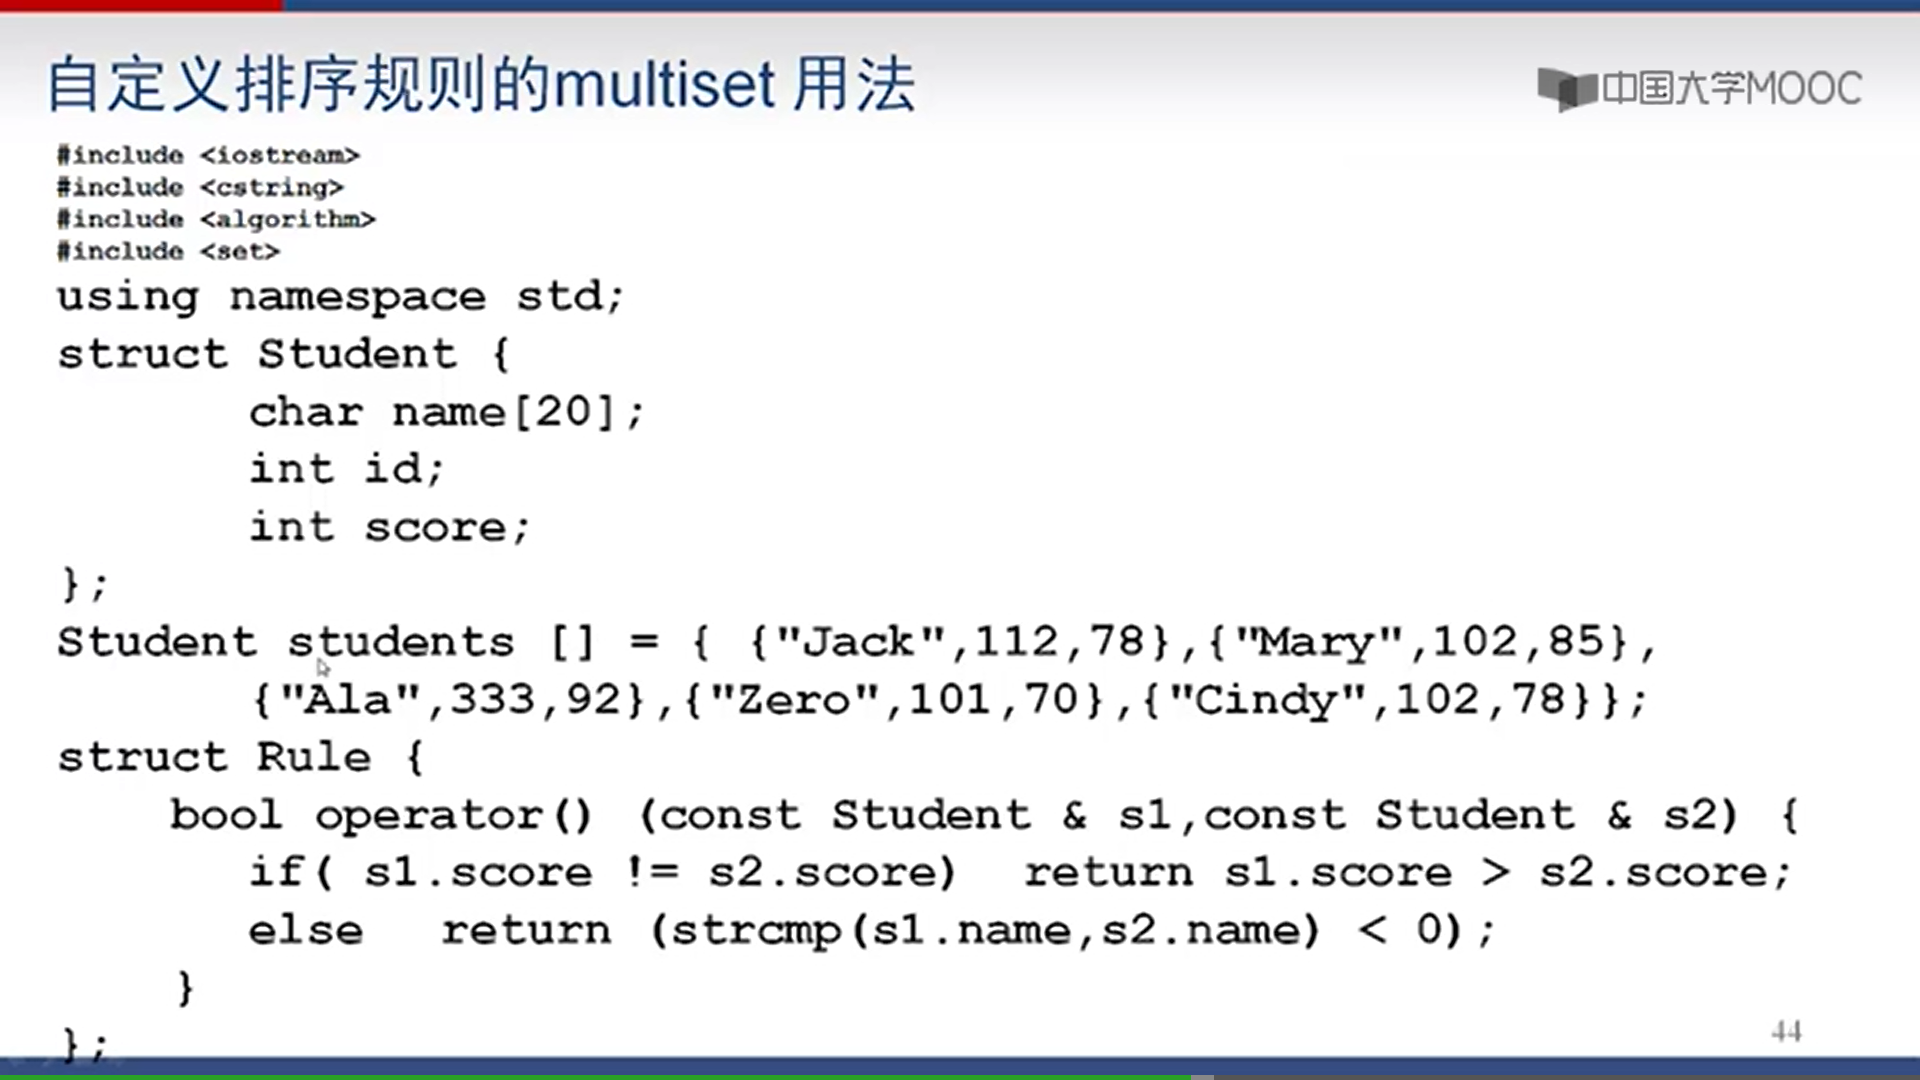 自定义排序规则的multiset 用法
中国大学MOOC
#include <iostream>
#include <cstring>
#include <algorithm>
#include <set>
using namespace std;
struct Student {
char name[20];
int id;
int score;
};
Student students [] = { {"Jack",112,78},{"Mary",102,85},
{"Ala",333,92},{"Zero",101,70},{"Cindy",102,78}};
struct Rule {
bool operator() (const Student & s1,const Student & s2) {
if( s1.score != s2.score) return s1.score > s2.score;
else return (strcmp(s1.name,s2.name) < 0);
}
};
44